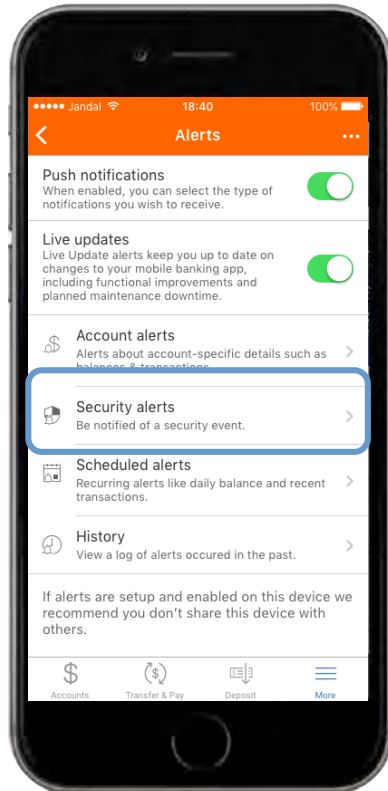 Jandal 18:40 100%
Alerts
Push notifications
When enabled, you can select the type of
notifications you wish to receive.
Live updates
Live Update alerts keep you up to date on
changes to your mobile banking app,
including functional improvements and
planned maintenance downtime.
Account alerts
Alerts about account-specific details such as
balances & transactions.
Security alerts
Be notified of a security event.
Scheduled alerts
Recurring alerts like daily balance and recent
transactions.
History
View a log of alerts occured in the past.
If alerts are setup and enabled on this device we
recommend you don't share this device with
others.
Accounts Transfer & Pay Deposit More